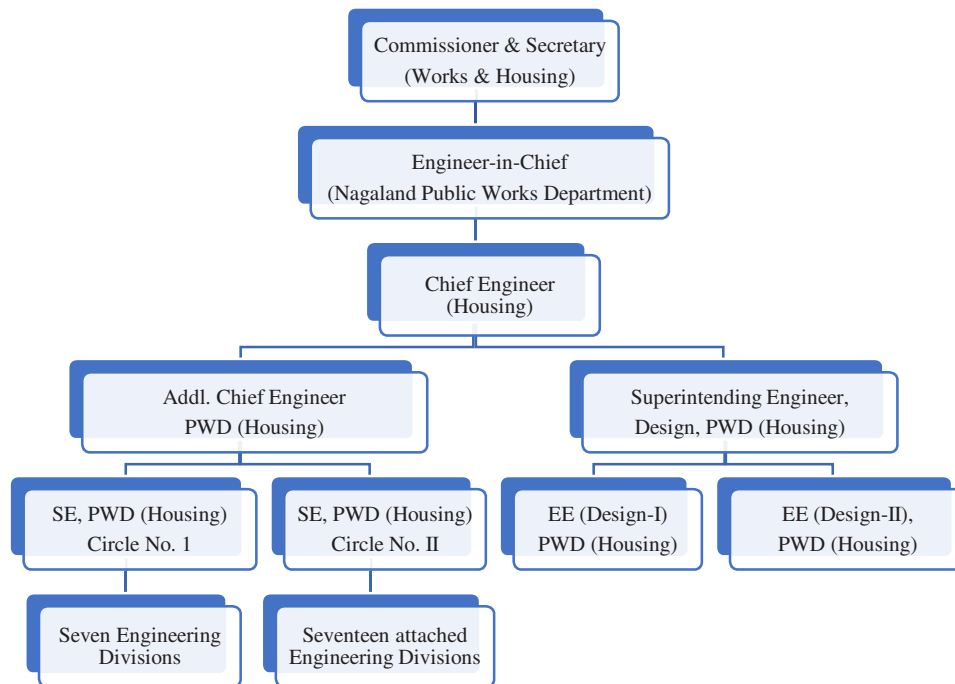 Commissioner & Secretary
(Works & Housing)
Engineer-in-Chief
(Nagaland Public Works Department)
Chief Engineer
(Housing)
Addl. Chief Engineer
PWD (Housing)
Superintending Engineer,
Design, PWD (Housing)
SE, PWD (Housing)
Circle No. 1
SE, PWD (Housing)
Circle No. II
EE (Design-I)
PWD (Housing)
EE (Design-II),
PWD (Housing)
Seven Engineering
Divisions
Seventeen attached
Engineering Divisions